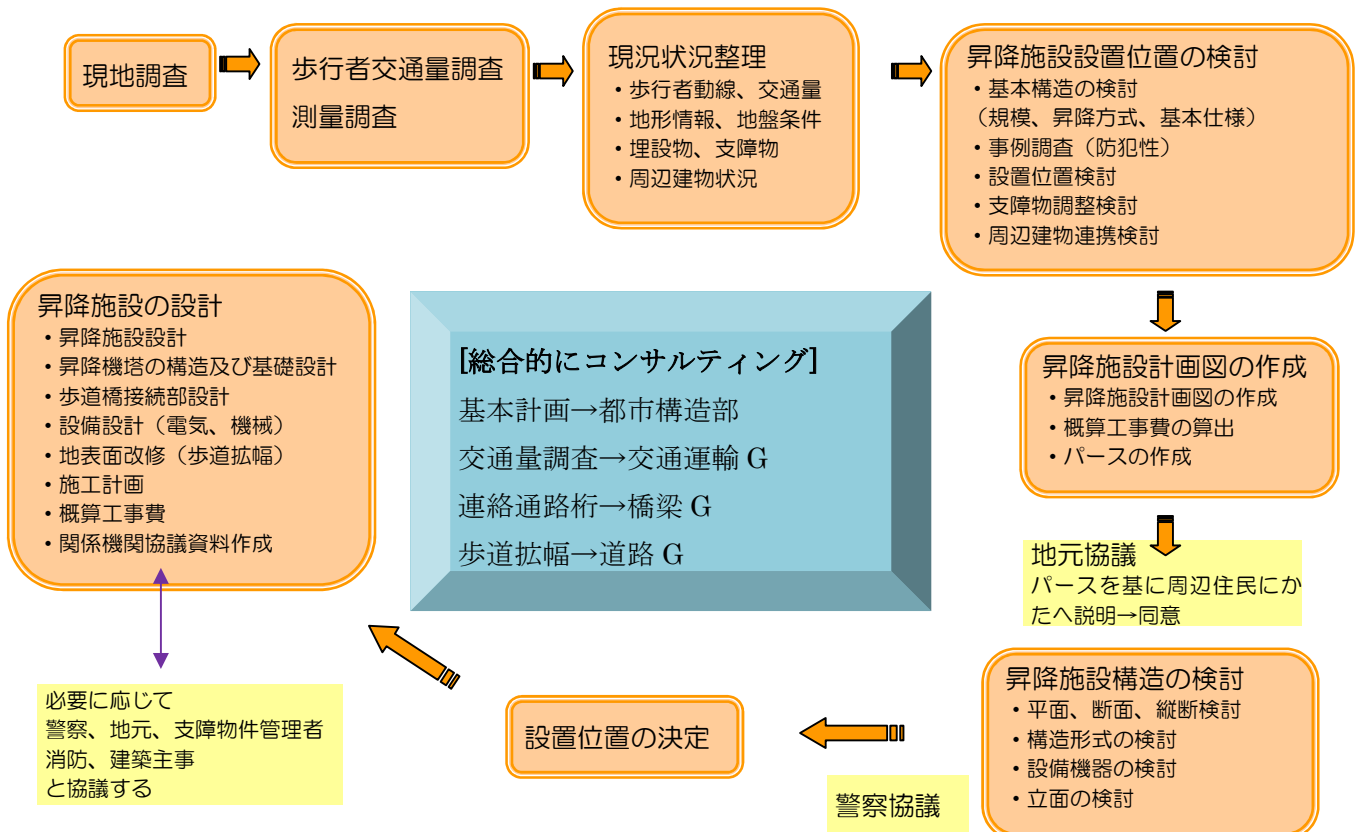 現地調査
歩行者交通量調査
測量調査
現況状況整理
・歩行者動線、交通量
・地形情報、地盤条件
・埋設物、支障物
・周辺建物状況
昇降施設設置位置の検討
・基本構造の検討
（規模、昇降方式、基本仕様）
・事例調査（防犯性）
・設置位置検討
・支障物調整検討
・周辺建物連携検討
昇降施設計画図の作成
・昇降施設計画図の作成
・概算工事費の算出
・パースの作成
地元協議
パースを基に周辺住民にか
たへ説明→同意
昇降施設構造の検討
・平面、断面、縦断検討
・構造形式の検討
・設備機器の検討
・立面の検討
警察協議
設置位置の決定
昇降施設の設計
・昇降施設設計
・昇降機塔の構造及び基礎設計
・歩道橋接続部設計
・設備設計（電気、機械）
・地表面改修（歩道拡幅）
・施工計画
・概算工事費
・関係機関協議資料作成
必要に応じて
警察、地元、支障物件管理者
消防、建築主事
と協議する
[総合的にコンサルティング]
基本計画→都市構造部
交通量調査→交通運輸 G
連絡通路桁→橋梁 G
歩道拡幅→道路 G